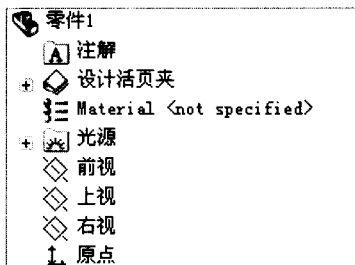 零件1
注解
设计活页夹
Material <not specified>
光源
前视
上视
右视
原点